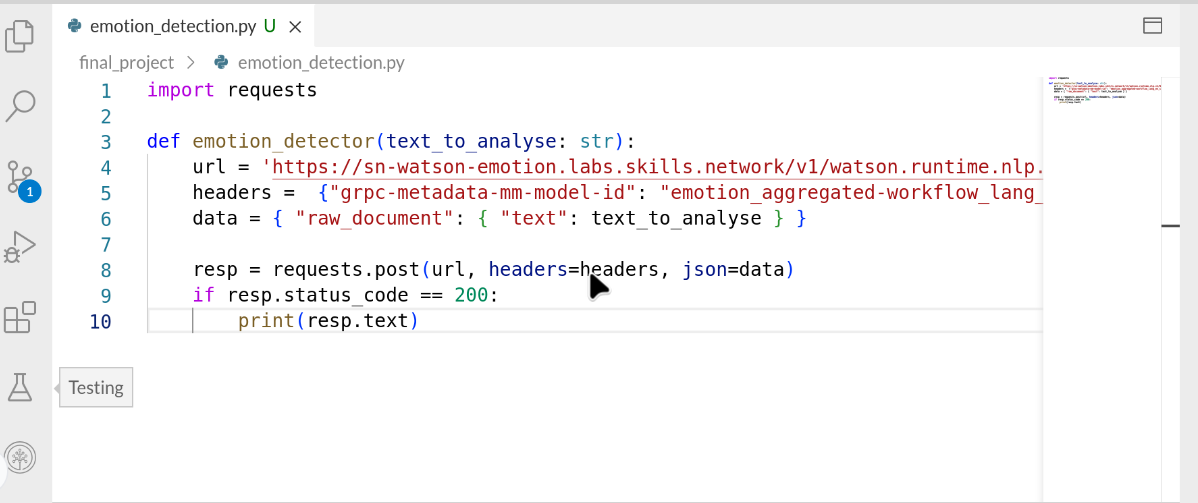 emotion_detection.py U
final_project > emotion_detection.py
1 import requests
2
3 def emotion_detector(text_to_analyse: str):
4 url = 'https://sn-watson-emotion.labs.skills.network/v1/watson.runtime.nlp.
5 headers = {"grpc-metadata-mm-model-id": "emotion_aggregated-workflow_lang_
6 data = { "raw_document": { "text": text_to_analyse } }
7
8 resp = requests.post(url, headers=headers, json=data)
9 if resp.status_code == 200:
10 print(resp.text)
1
Testing